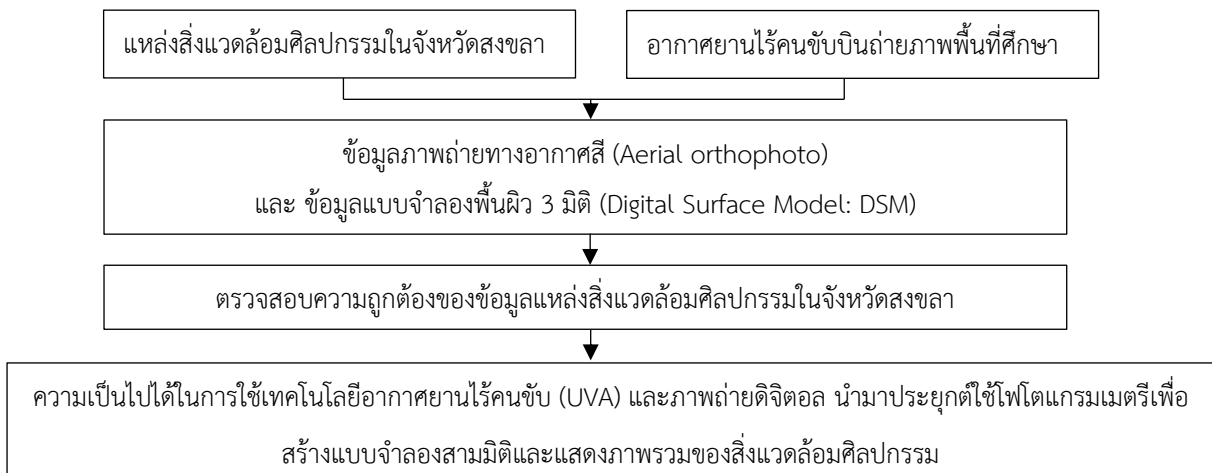 แหล่งสิ่งแวดล้อมศิลปกรรมในจังหวัดสงขลา
อากาศยานไร้คนขับบินถ่ายภาพพื้นที่ศึกษา
ข้อมูลภาพถ่ายทางอากาศสี (Aerial orthophoto)
และ ข้อมูลแบบจำลองพื้นผิว 3 มิติ (Digital Surface Model: DSM)
ตรวจสอบความถูกต้องของข้อมูลแหล่งสิ่งแวดล้อมศิลปกรรมในจังหวัดสงขลา
ความเป็นไปได้ในการใช้เทคโนโลยีอากาศยานไร้คนขับ (UVA) และภาพถ่ายดิจิตอล นำมาประยุกต์ใช้โฟโตแกรมเมตรีเพื่อ
สร้างแบบจำลองสามมิติและแสดงภาพรวมของสิ่งแวดล้อมศิลปกรรม